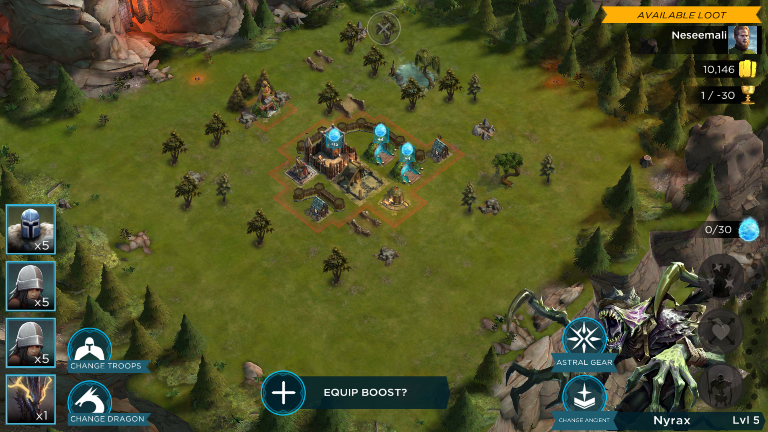 AVAILABLE LOOT
Neseemali
10,146
1 / -30
0/30
x5
x5
x5
x1
CHANGE TROOPS
CHANGE DRAGON
EQUIP BOOST?
ASTRAL GEAR
CHANGE ANCIENT
Nyrax Lvl 5